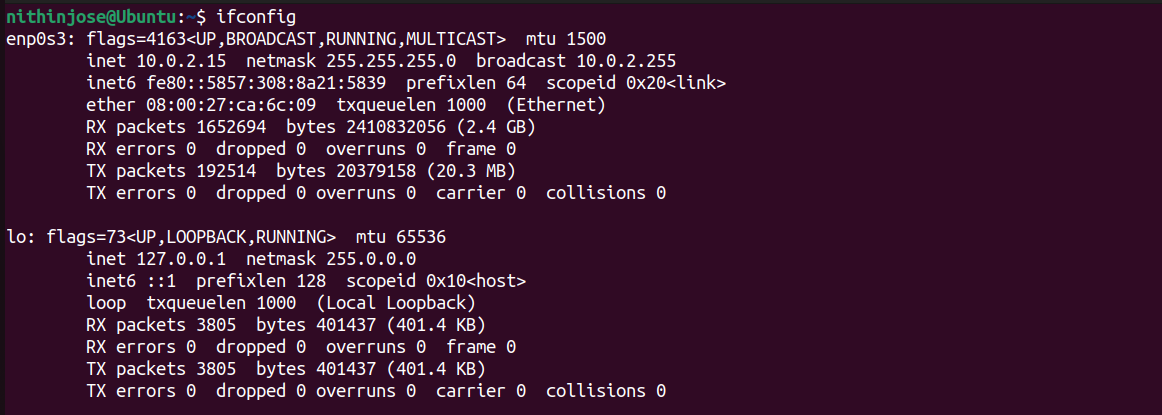 nithinjose@Ubuntu:~$ ifconfig
enp0s3: flags=4163<UP,BROADCAST,RUNNING,MULTICAST>  mtu 1500
        inet 10.0.2.15  netmask 255.255.255.0  broadcast 10.0.2.255
        inet6 fe80::5857:308:8a21:5839  prefixlen 64  scopeid 0x20<link>
        ether 08:00:27:ca:6c:09  txqueuelen 1000  (Ethernet)
        RX packets 1652694  bytes 2410832056 (2.4 GB)
        RX errors 0  dropped 0  overruns 0  frame 0
        TX packets 192514  bytes 20379158 (20.3 MB)
        TX errors 0  dropped 0 overruns 0  carrier 0  collisions 0

lo: flags=73<UP,LOOPBACK,RUNNING>  mtu 65536
        inet 127.0.0.1  netmask 255.0.0.0
        inet6 ::1  prefixlen 128  scopeid 0x10<host>
        loop  txqueuelen 1000  (Local Loopback)
        RX packets 3805  bytes 401437 (401.4 KB)
        RX errors 0  dropped 0  overruns 0  frame 0
        TX packets 3805  bytes 401437 (401.4 KB)
        TX errors 0  dropped 0 overruns 0  carrier 0  collisions 0